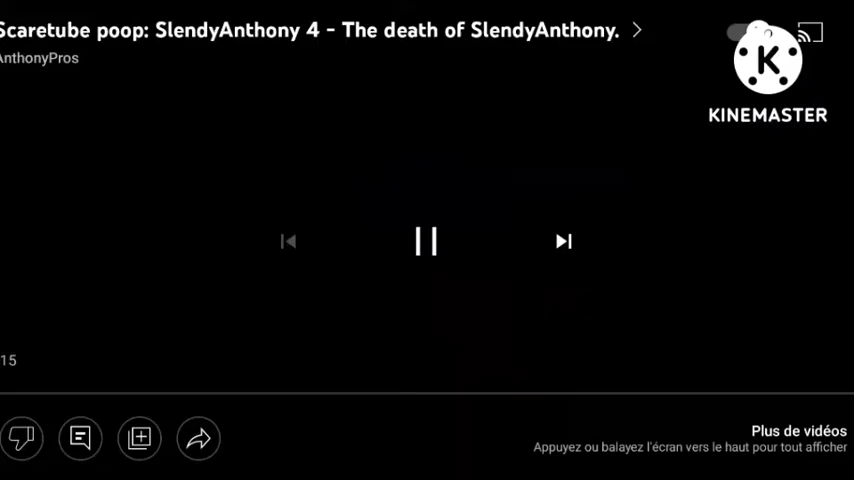 Scaretube poop: SlendyAnthony 4 - The death of SlendyAnthony.
AnthonyPros
K
KINEMASTER
15
Plus de vidéos
Appuyez ou balayez l'écran vers le haut pour tout afficher